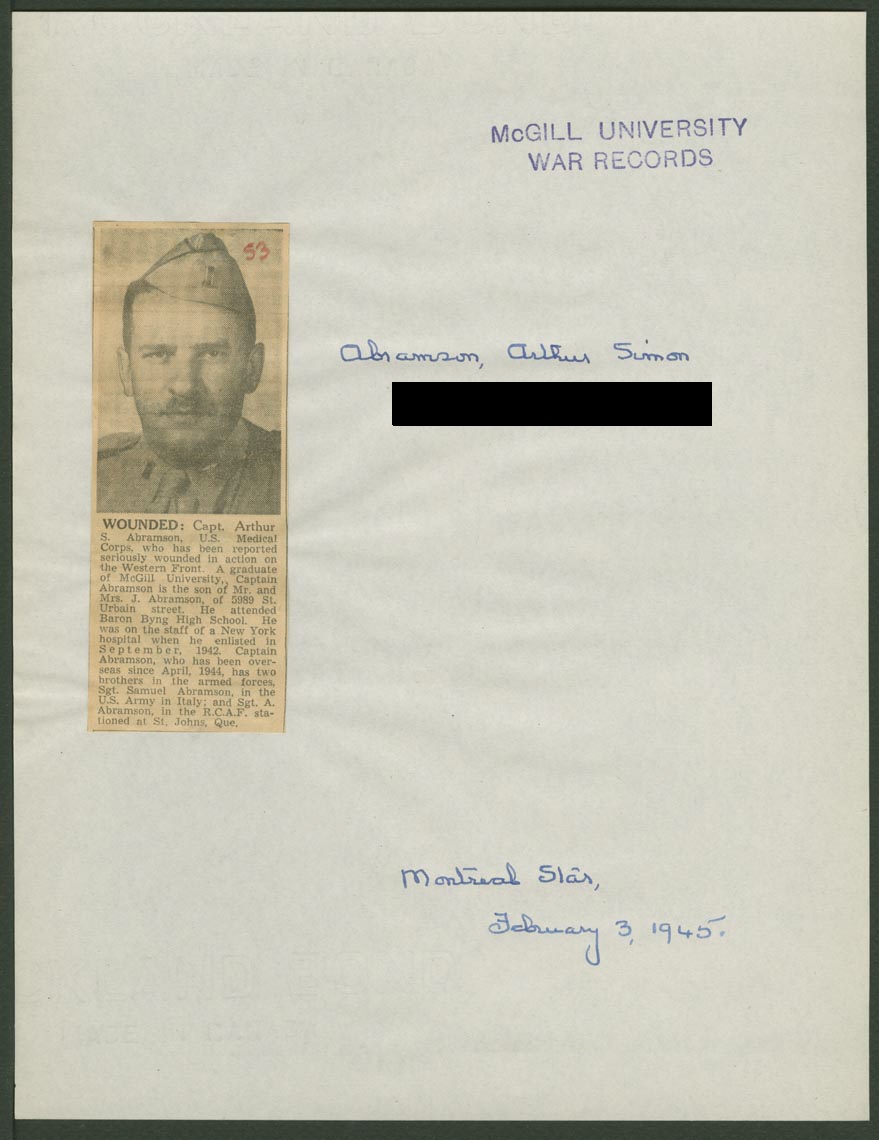 McGILL UNIVERSITY
WAR RECORDS
53
Abramson, Arthur Simon
WOUNDED: Capt. Arthur
S. Abramson, U.S. Medical
Corps, who has been reported
seriously wounded in action on
the Western Front. A graduate
of McGill University, Captain
Abramson is the son of Mr. and
Mrs. J. Abramson, of 5989 St.
Urbain street. He attended
Baron Byng High School. He
was on the staff of a New York
hospital when he enlisted in
September, 1942. Captain
Abramson, who has been over-
seas since April, 1944, has two
brothers in the armed forces,
Sgt. Samuel Abramson, in the
U.S. Army in Italy; and Sgt. A.
Abramson, in the R.C.A.F. sta-
tioned at St. Johns, Que.
Montreal Star,
February 3, 1945.